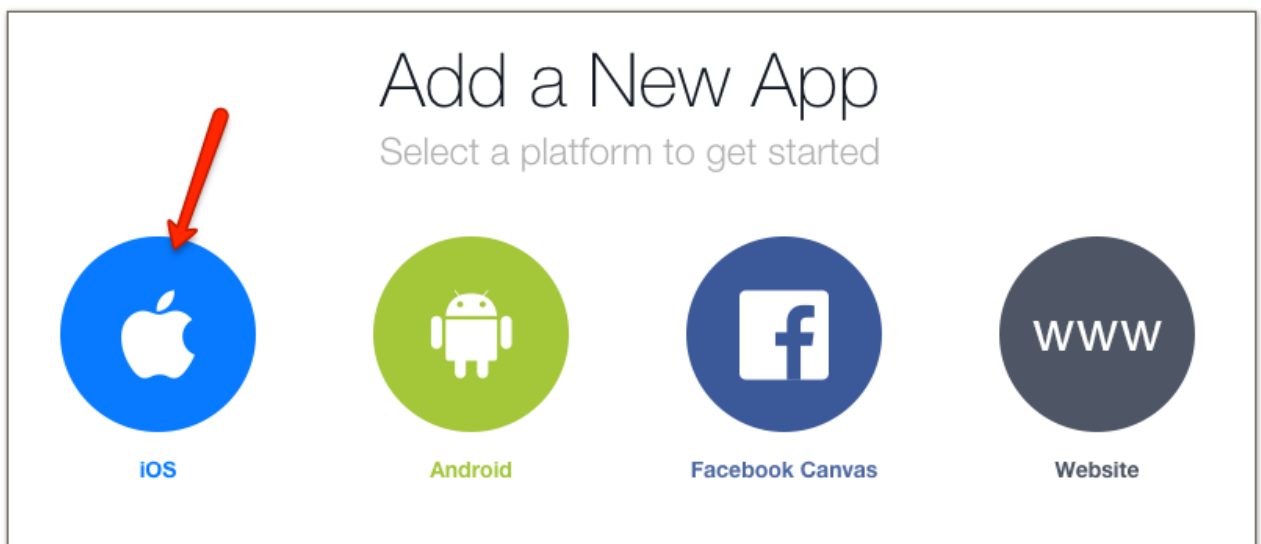 Add a New App
Select a platform to get started
www
iOS
Android
Facebook Canvas
Website